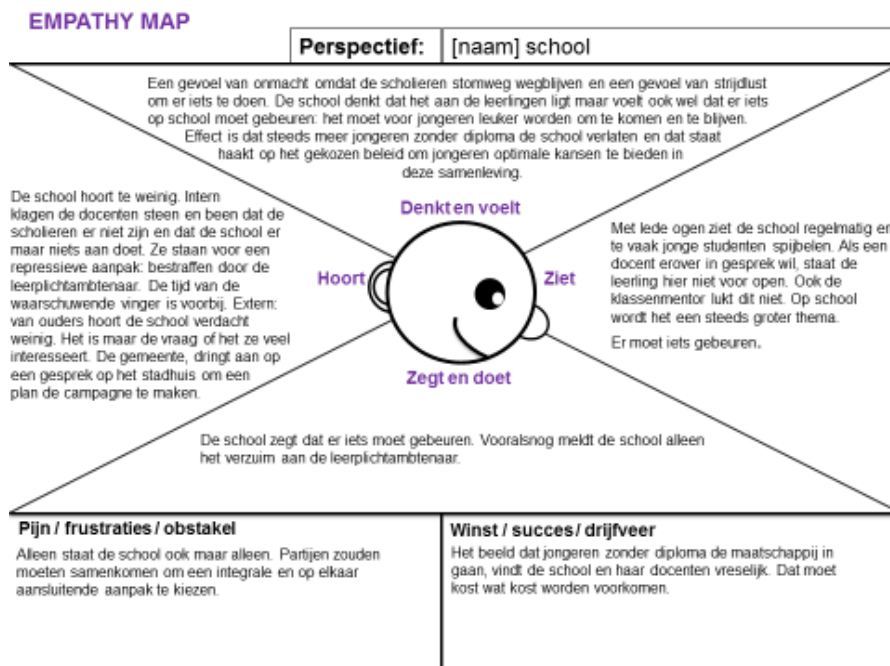 EMPATHY MAP
Perspectief: [naam] school
Een gevoel van onmacht omdat de scholieren stomweg wegblijven en een gevoel van strijdlust
om er iets te doen. De school denkt dat het aan de leerlingen ligt maar voelt ook wel dat er iets
op school moet gebeuren: het moet voor jongeren leuker worden om te komen en te blijven.
Effect is dat steeds meer jongeren zonder diploma de school verlaten en dat staat
haakt op het gekozen beleid om jongeren optimale kansen te bieden in
deze samenleving.
Denkt en voelt
De school hoort te weinig. Intern
klagen de docenten steen en been dat de
scholieren er niet zijn en dat de school er
maar niets aan doet. Ze staan voor een
repressieve aanpak: bestraffen door de
leerplichtambtenaar. De tijd van de
waarschuwende vinger is voorbij. Extern:
van ouders hoort de school verdacht
weinig. Het is maar de vraag of het ze veel
interesseert. De gemeente, dringt aan op
een gesprek op het stadhuis om een
plan de campagne te maken.
Hoort
Ziet
Met lede ogen ziet de school regelmatig en
te vaak jonge studenten spijbelen. Als een
docent erover in gesprek wil, staat de
leerling hier niet voor open. Ook de
klassenmentor lukt dit niet. Op school
wordt het een steeds groter thema.
Er moet iets gebeuren.
Zegt en doet
De school zegt dat er iets moet gebeuren. Vooralsnog meldt de school alleen
het verzuim aan de leerplichtambtenaar.
Pijn / frustraties / obstakel
Alleen staat de school ook maar alleen. Partijen zouden
moeten samenkomen om een integrale en op elkaar
aansluitende aanpak te kiezen.
Winst / succes / drijfveer
Het beeld dat jongeren zonder diploma de maatschappij in
gaan, vindt de school en haar docenten vreselijk. Dat moet
kost wat kost worden voorkomen.